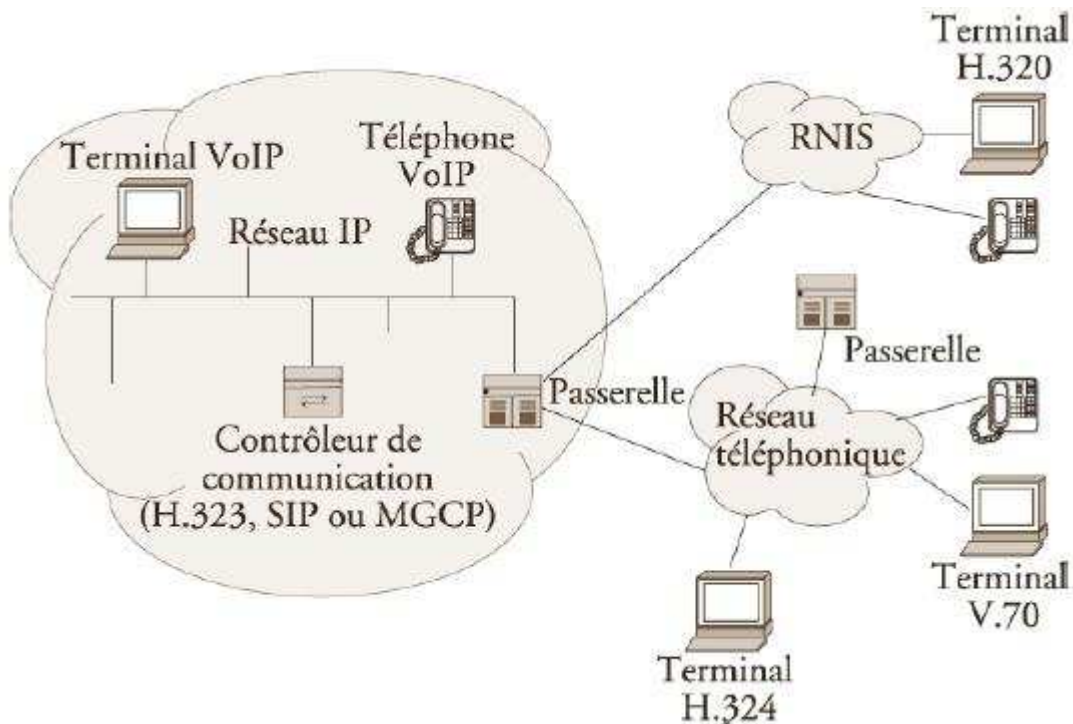 Terminal
H.320
Téléphone
VoIP
Terminal VoIP
RNIS
Réseau IP
Passerelle
Passerelle
Réseau
téléphonique
Contrôleur de
communication
(H.323, SIP ou MGCP)
Terminal
V.70
Terminal
H.324